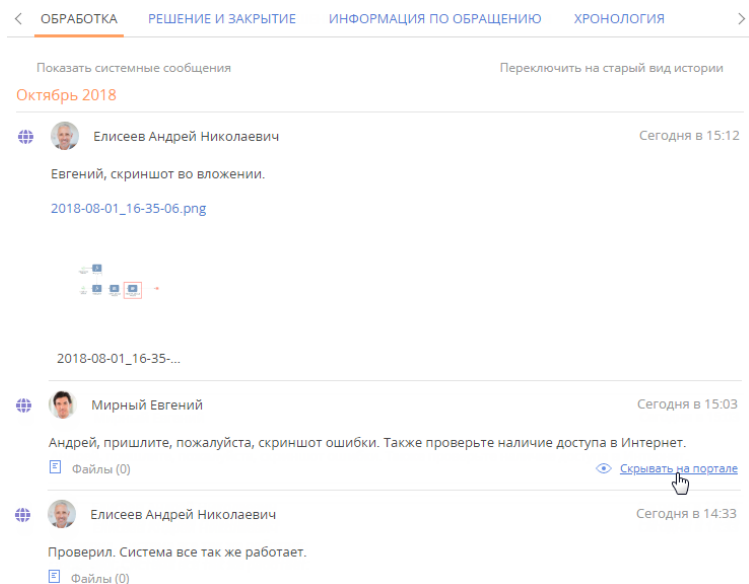 ОБРАБОТКА РЕШЕНИЕ И ЗАКРЫТИЕ ИНФОРМАЦИЯ ПО ОБРАЩЕНИЮ ХРОНОЛОГИЯ
Показать системные сообщения Переключить на старый вид истории
Октябрь 2018
Елисеев Андрей Николаевич Сегодня в 15:12
Евгений, скриншот во вложении.
2018-08-01_16-35-06.png
2018-08-01_16-35-...
Мирный Евгений Сегодня в 15:03
Андрей, пришлите, пожалуйста, скриншот ошибки. Также проверьте наличие доступа в Интернет.
Файлы (0) Скрывать на портале
Елисеев Андрей Николаевич Сегодня в 14:33
Проверил. Система все так же работает.
Файлы (0)